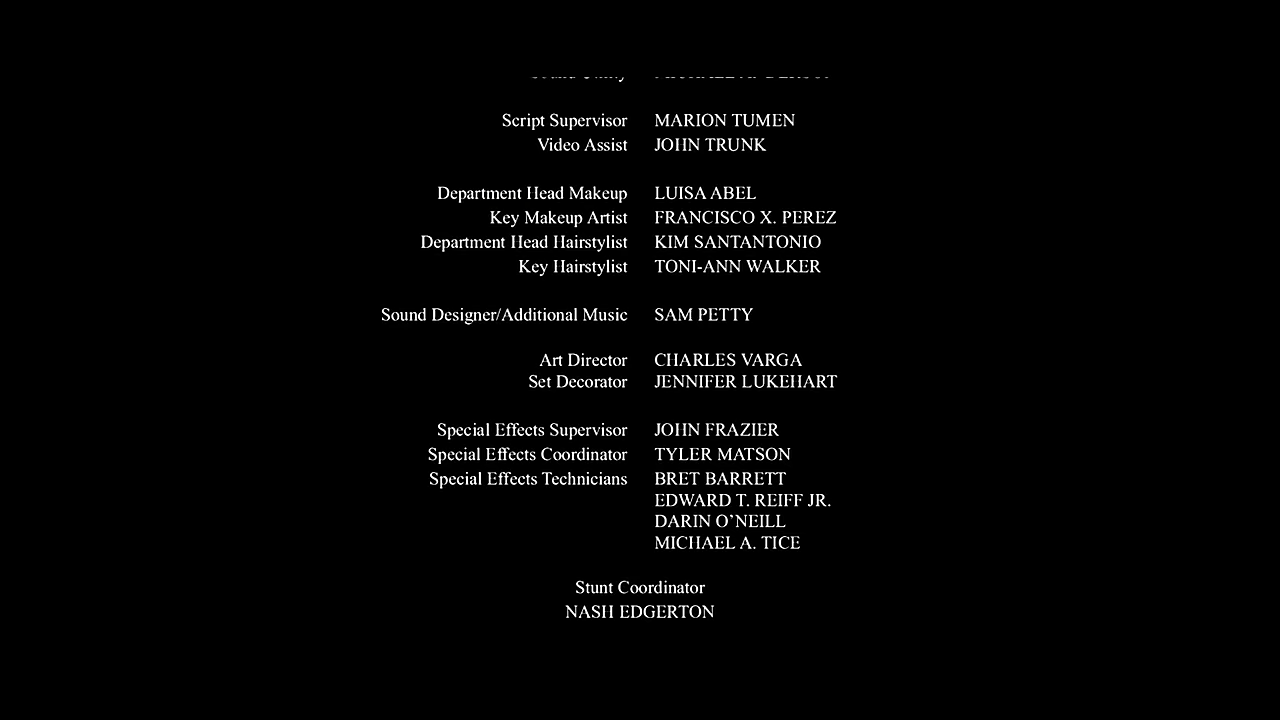 Script Supervisor MARION TUMEN
Video Assist JOHN TRUNK
Department Head Makeup LUISA ABEL
Key Makeup Artist FRANCISCO X. PEREZ
Department Head Hairstylist KIM SANTANTONIO
Key Hairstylist TONI-ANN WALKER
Sound Designer/Additional Music SAM PETTY
Art Director CHARLES VARGA
Set Decorator JENNIFER LUKEHART
Special Effects Supervisor JOHN FRAZIER
Special Effects Coordinator TYLER MATSON
Special Effects Technicians BRET BARRETT
EDWARD T. REIFF JR.
DARIN O’NEILL
MICHAEL A. TICE
Stunt Coordinator
NASH EDGERTON